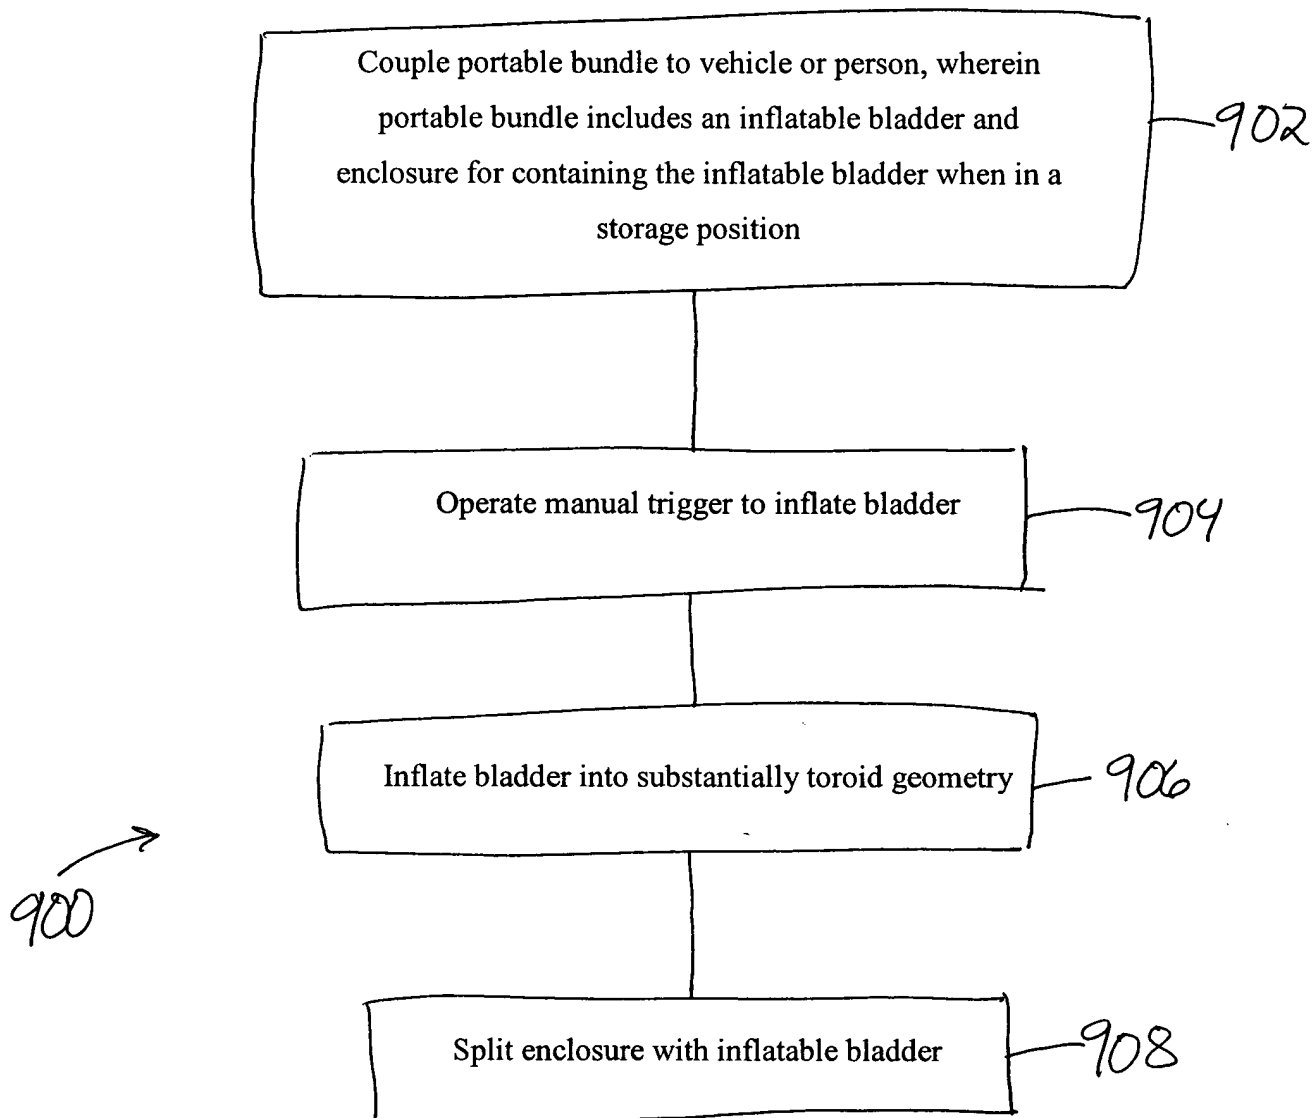 Couple portable bundle to vehicle or person, wherein
portable bundle includes an inflatable bladder and
enclosure for containing the inflatable bladder when in a
storage position
902
Operate manual trigger to inflate bladder
904
Inflate bladder into substantially toroid geometry
906
900
Split enclosure with inflatable bladder
908